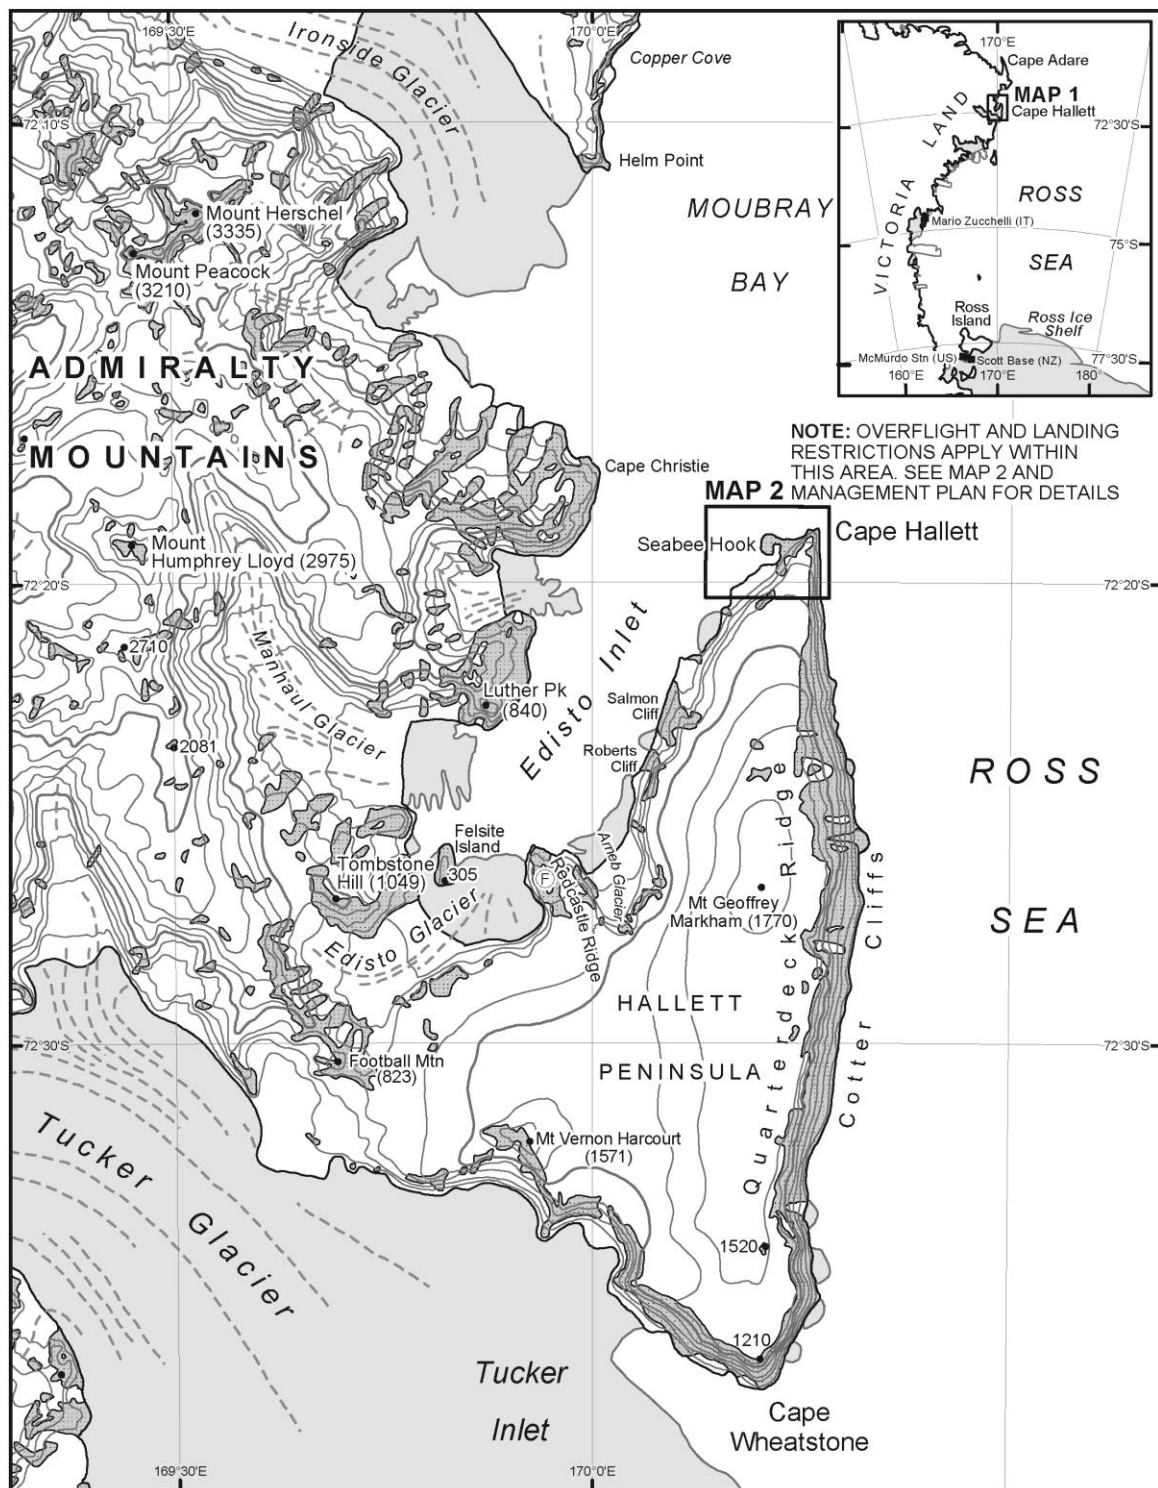 169°30'E
170°0'E
Ironside Glacier
Copper Cove
72°10'S
Helm Point
Mount Herschel
(3335)
Mount Peacock
(3210)
MOUBRAY
BAY
ADMIRALTY
MOUNTAINS
Cape Christie
170°E
Cape Adare
MAP 1
Cape Hallett
72°30'S
VICTORIA LAND
ROSS
SEA
Mario Zucchelli (IT)
75°S
Ross
Island
Ross Ice
Shelf
McMurdo Stn (US)
Scott Base (NZ)
77°30'S
160°E
170°E
180°
NOTE: OVERFLIGHT AND LANDING
RESTRICTIONS APPLY WITHIN
THIS AREA. SEE MAP 2 AND
MANAGEMENT PLAN FOR DETAILS
MAP 2
Cape Hallett
Seabee Hook
Mount
Humphrey Lloyd (2975)
72°20'S
72°20'S
2710
Manhaul Glacier
Luther Pk
(840)
Edisto Inlet
Salmon
Cliff
Roberts
Cliff
2081
ROSS
SEA
Felsite
Island
305
Tombstone
Hill (1049)
Edisto Glacier
F
Redcastle Ridge
Arneb Glacier
Mt Geoffrey
Markham (1770)
Quarterdeck Ridge
Cotter Cliffs
HALLETT
PENINSULA
72°30'S
72°30'S
Football Mtn
(823)
Mt Vernon Harcourt
(1571)
Tucker Glacier
1520
1210
Tucker
Inlet
Cape
Wheatstone
169°30'E
170°0'E